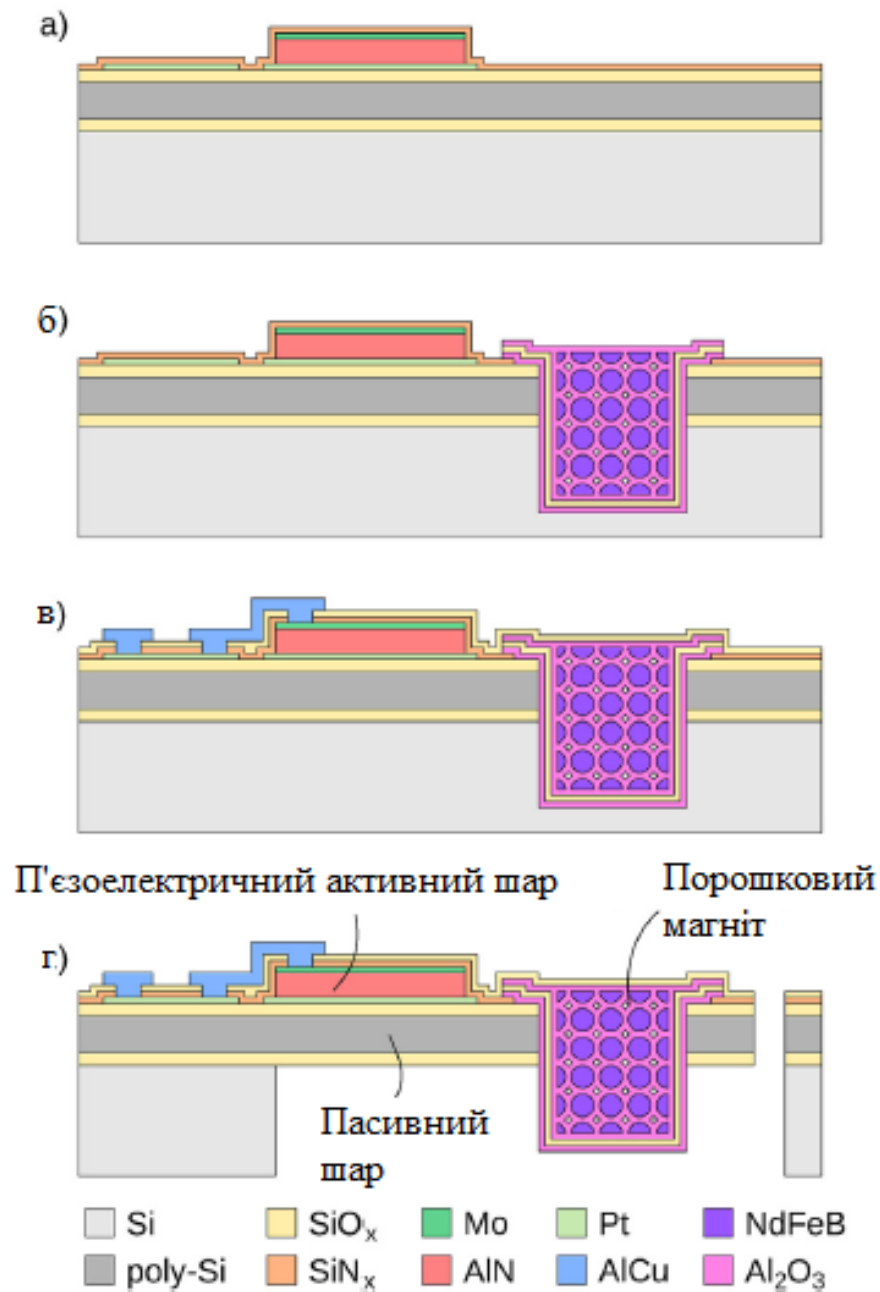 а)
б)
в)
П'єзоелектричний активний шар
Порошковий
магніт
г)
Пасивний
шар
Si
SiOx
Mo
Pt
NdFeB
poly-Si
SiNx
AlN
AlCu
Al2O3